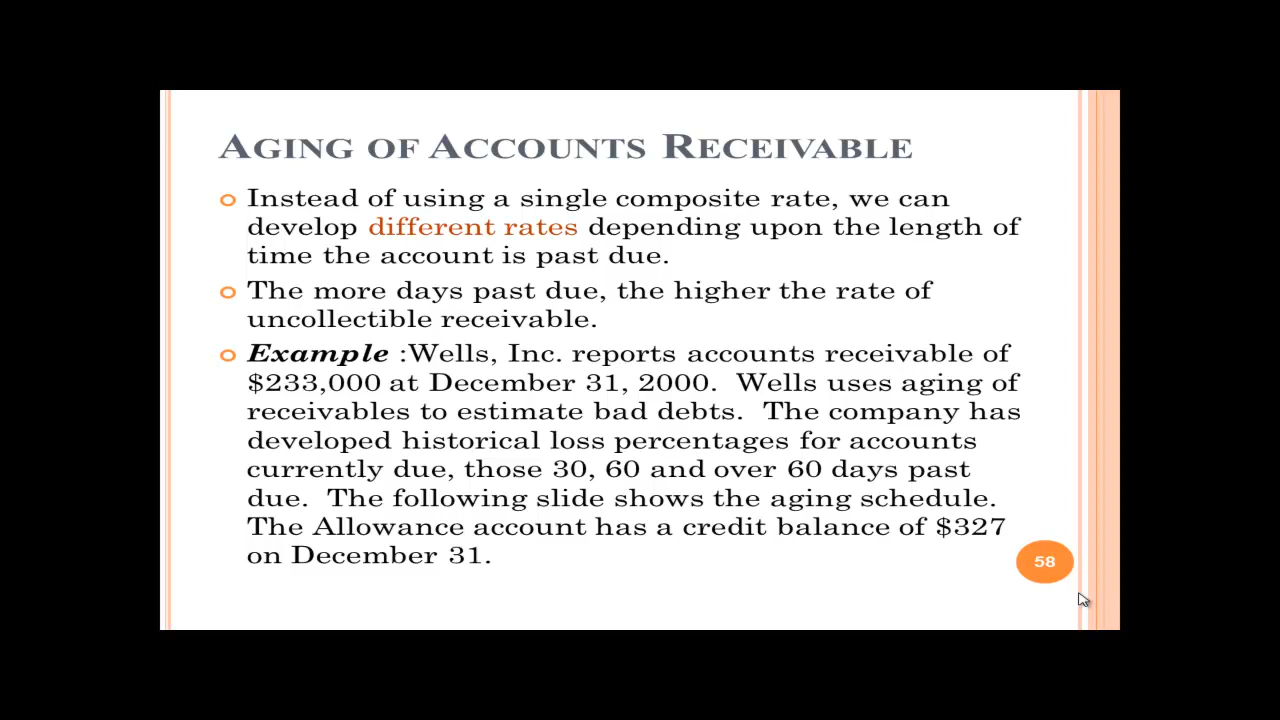 AGING OF ACCOUNTS RECEIVABLE
Instead of using a single composite rate, we can
develop different rates depending upon the length of
time the account is past due.
The more days past due, the higher the rate of
uncollectible receivable.
Example :Wells, Inc. reports accounts receivable of
$233,000 at December 31, 2000.  Wells uses aging of
receivables to estimate bad debts.  The company has
developed historical loss percentages for accounts
currently due, those 30, 60 and over 60 days past
due.  The following slide shows the aging schedule.
The Allowance account has a credit balance of $327
on December 31.
58